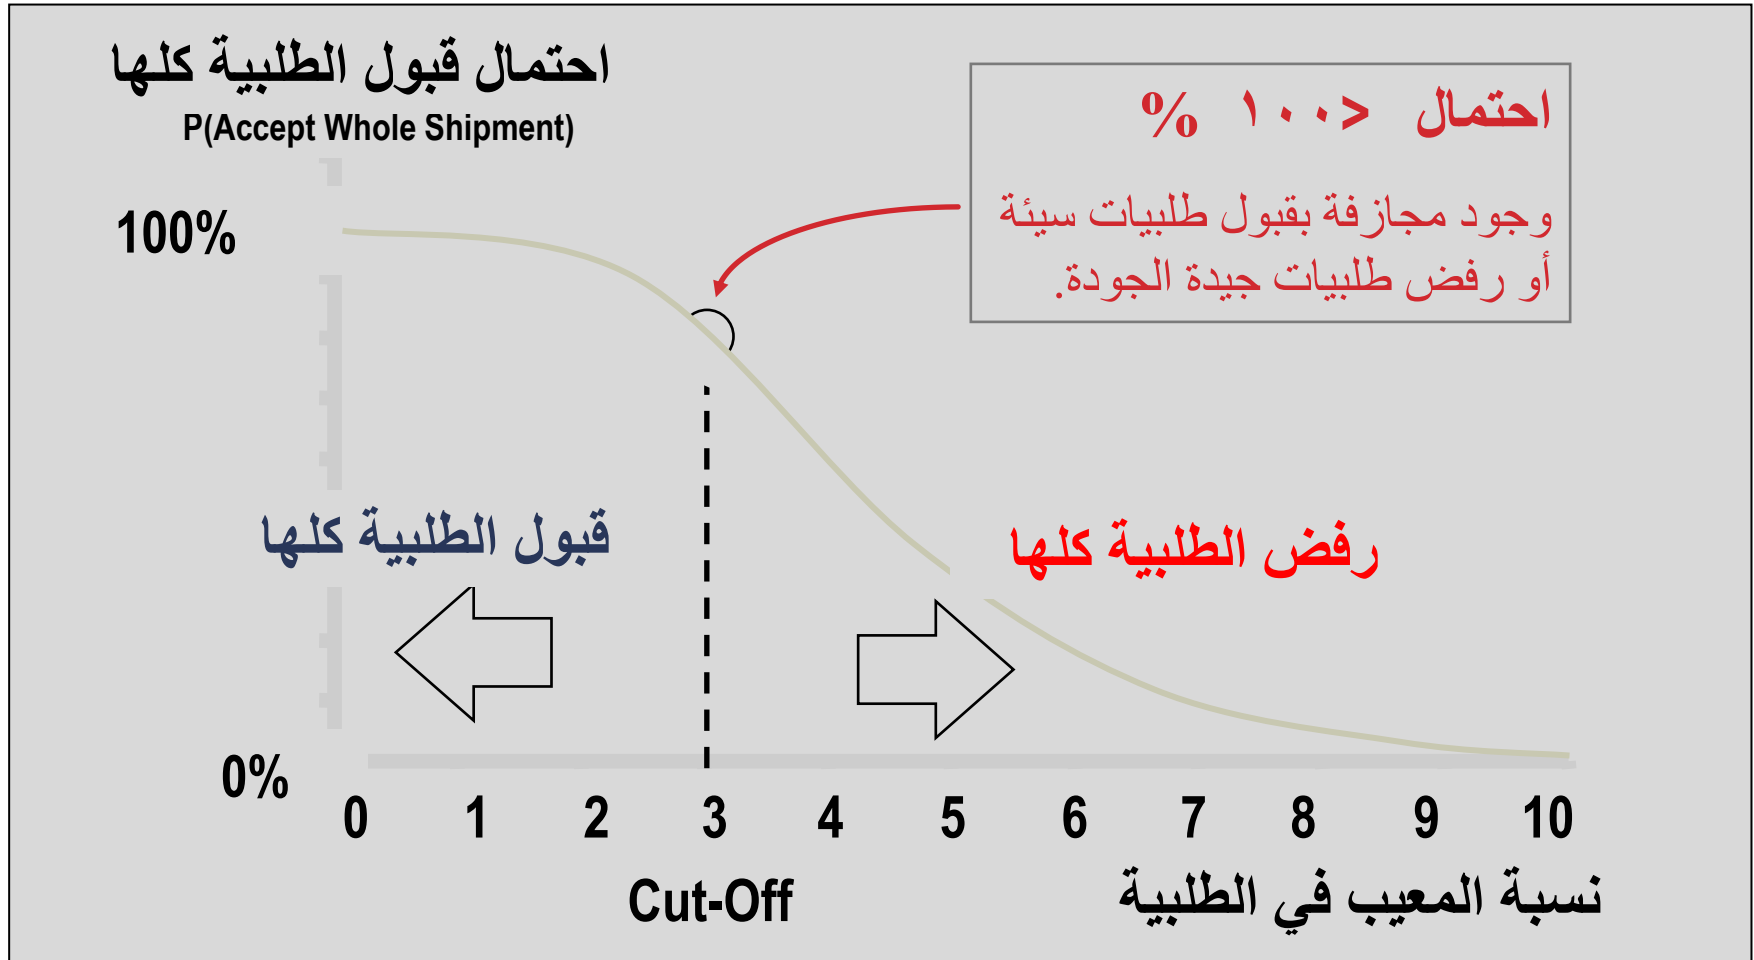 احتمال قبول الطلبية كلها
P(Accept Whole Shipment)
احتمال <١٠٠ %
وجود مجازفة بقبول طلبيات سيئة
أو رفض طلبيات جيدة الجودة.
100%
قبول الطلبية كلها
رفض الطلبية كلها
0%
0 1 2 3 4 5 6 7 8 9 10
Cut-Off
نسبة المعيب في الطلبية